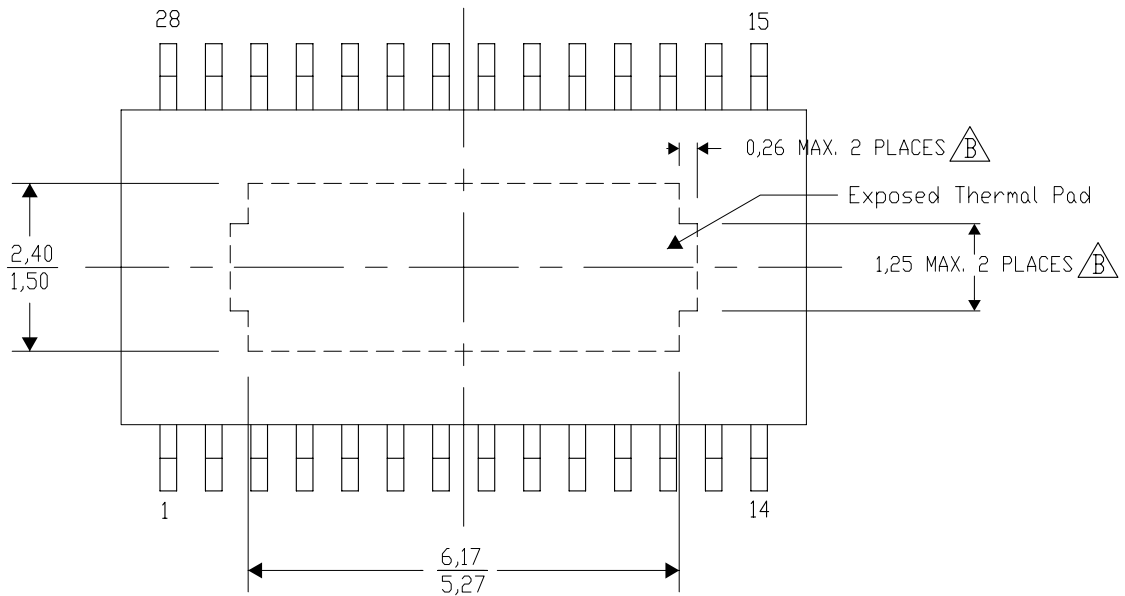 28
15
0,26 MAX. 2 PLACES B
Exposed Thermal Pad
2,40
1,50
1,25 MAX. 2 PLACES B
1
14
6,17
5,27